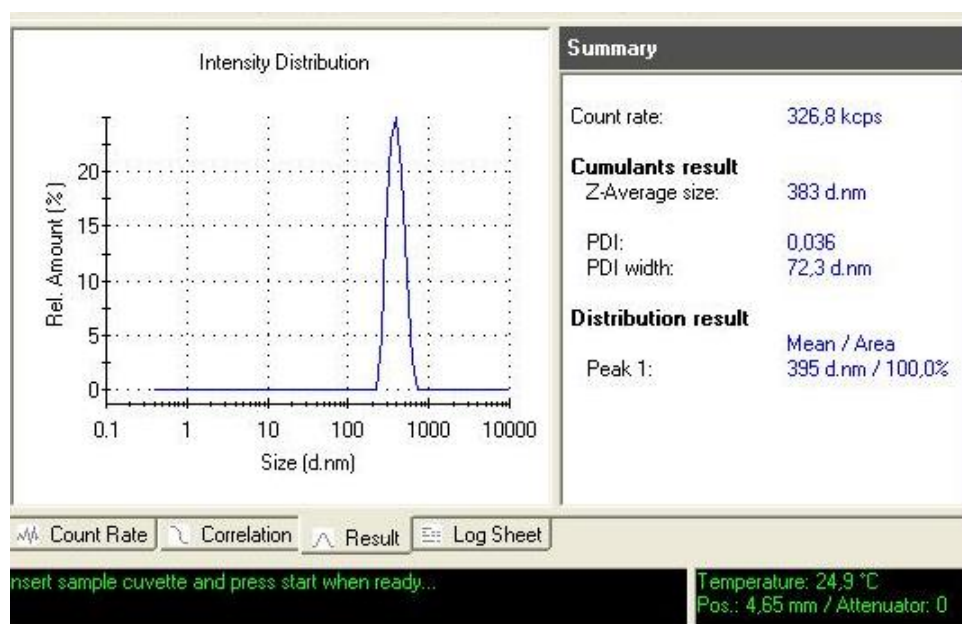 Intensity Distribution
Rel. Amount (%)
20
15
10
5
0
0.1 1 10 100 1000 10000
Size (d.nm)
Summary
Count rate: 326,8 kcps
Cumulants result
Z-Average size: 383 d.nm
PDI: 0,036
PDI width: 72,3 d.nm
Distribution result
Mean / Area
Peak 1: 395 d.nm / 100,0%
Count Rate Correlation Result Log Sheet
nsert sample cuvette and press start when ready...
Temperature: 24,9 °C
Pos.: 4,65 mm / Attenuator: 0